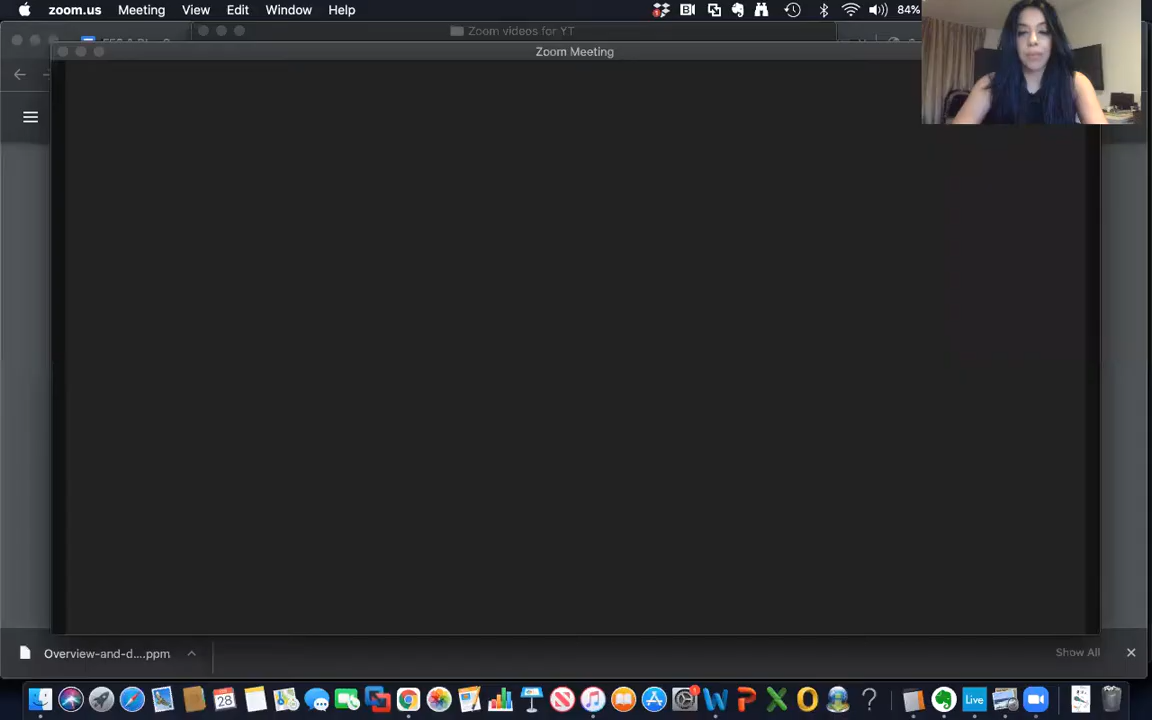 zoom.us Meeting View Edit Window Help 84%
Zoom videos for YT
Zoom Meeting
Overview-and-d....ppm
Show All
28
1
Live